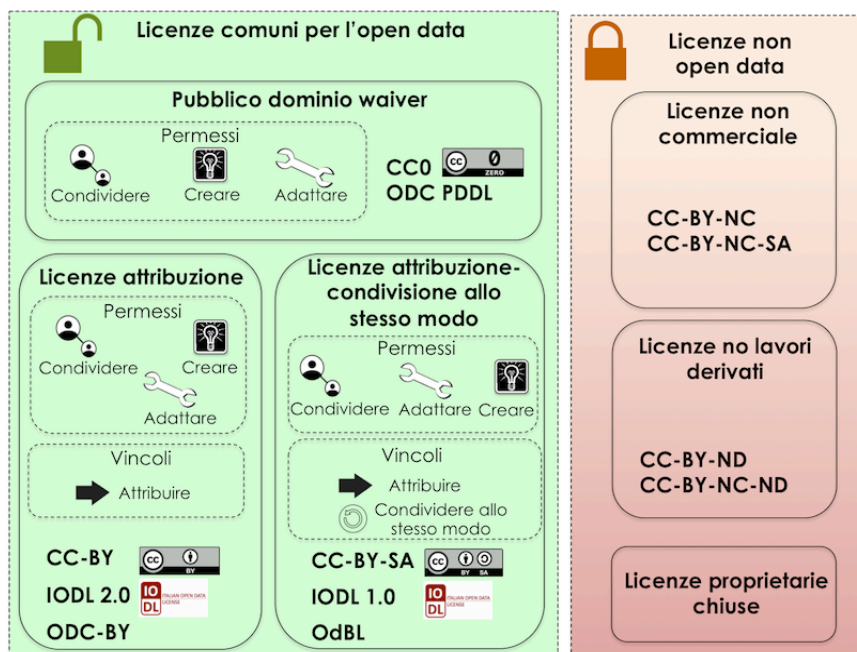 Licenze comuni per l'open data
Pubblico dominio waiver
Permessi
Condividere
Creare
Adattare
CC0
cc
0
ZERO
ODC PDDL
Licenze attribuzione
Permessi
Condividere
Creare
Adattare
Vincoli
Attribuire
CC-BY
cc
BY
IODL 2.0
IO
DL
ITALIAN OPEN DATA
LICENSE
ODC-BY
Licenze attribuzione-
condivisione allo
stesso modo
Permessi
Condividere
Adattare
Creare
Vincoli
Attribuire
Condividere allo
stesso modo
CC-BY-SA
cc
BY SA
IODL 1.0
IO
DL
ITALIAN OPEN DATA
LICENSE
OdBL
Licenze non
open data
Licenze non
commerciale
CC-BY-NC
CC-BY-NC-SA
Licenze no lavori
derivati
CC-BY-ND
CC-BY-NC-ND
Licenze proprietarie
chiuse